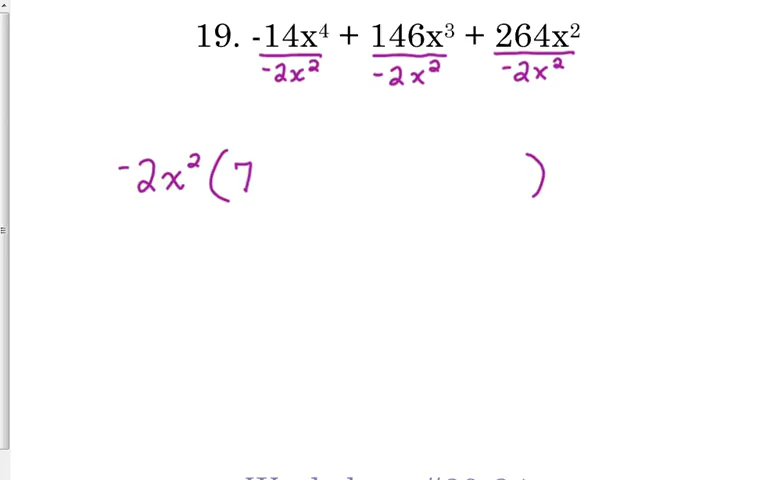 19. -14x⁴ + 146x³ + 264x²
-2x² -2x² -2x²
-2x² (7 )